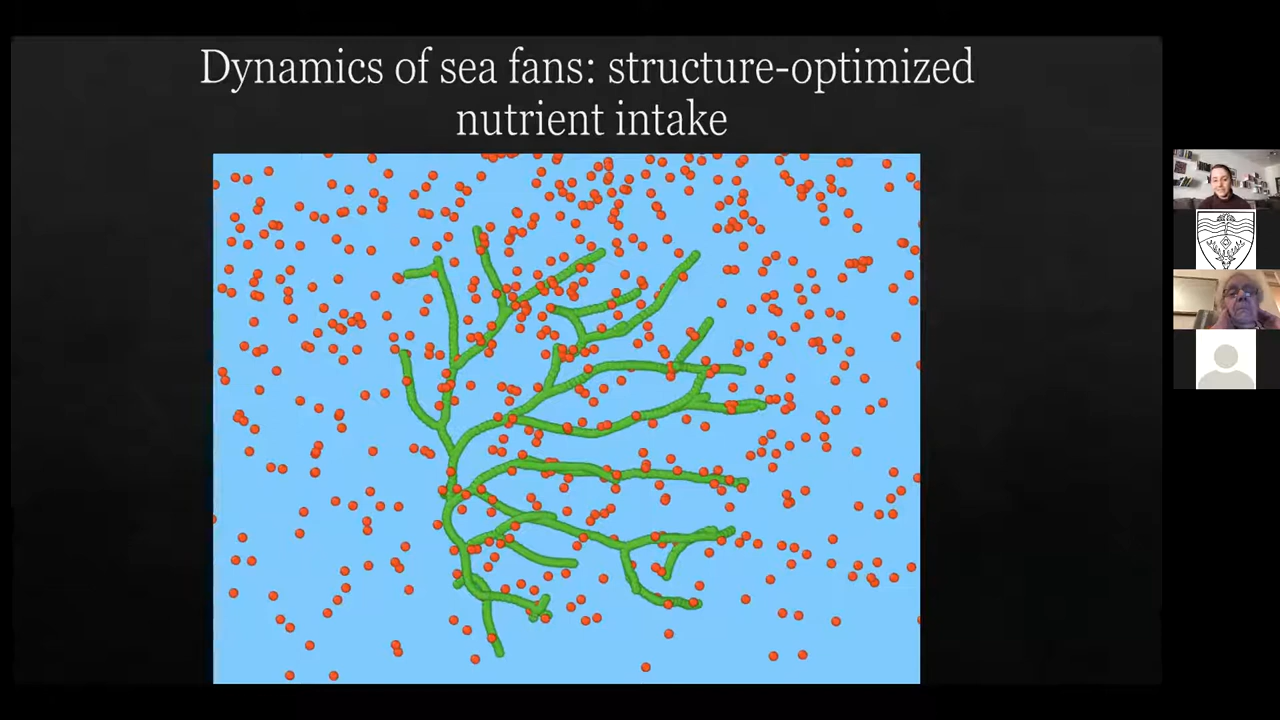 Dynamics of sea fans: structure-optimized
nutrient intake